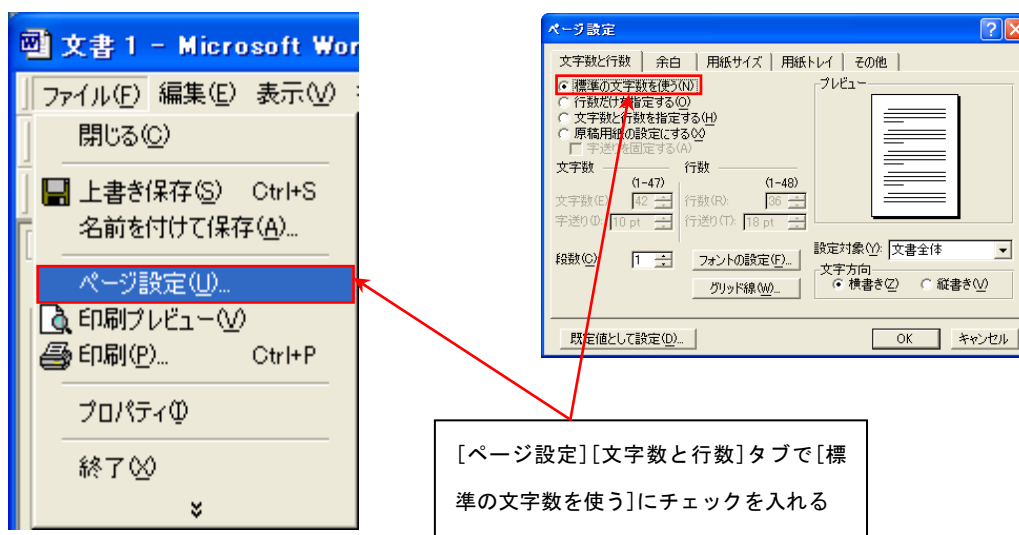 文書 1 - Microsoft Wor
ファイル(F) 編集(E) 表示(V)
閉じる(C)
上書き保存(S) Ctrl+S
名前を付けて保存(A)...
ページ設定(U)...
印刷プレビュー(V)
印刷(P)... Ctrl+P
プロパティ(I)
終了(X)
ページ設定
文字数と行数 余白 用紙サイズ 用紙トレイ その他
標準の文字数を使う(N)
行数だけを指定する(O)
文字数と行数を指定する(H)
原稿用紙の設定にする(X)
字送りを固定する(A)
プレビュー
文字数 行数
(1-47) (1-48)
文字数(E): 42 行数(R): 36
字送り(I): 10 pt 行送り(T): 18 pt
段数(C): 1 フォントの設定(F)...
グリッド線(W)...
設定対象(Y): 文書全体
文字方向
横書き(Z) 縦書き(V)
既定値として設定(D)... OK キャンセル
[ページ設定][文字数と行数]タブで[標
準の文字数を使う]にチェックを入れる